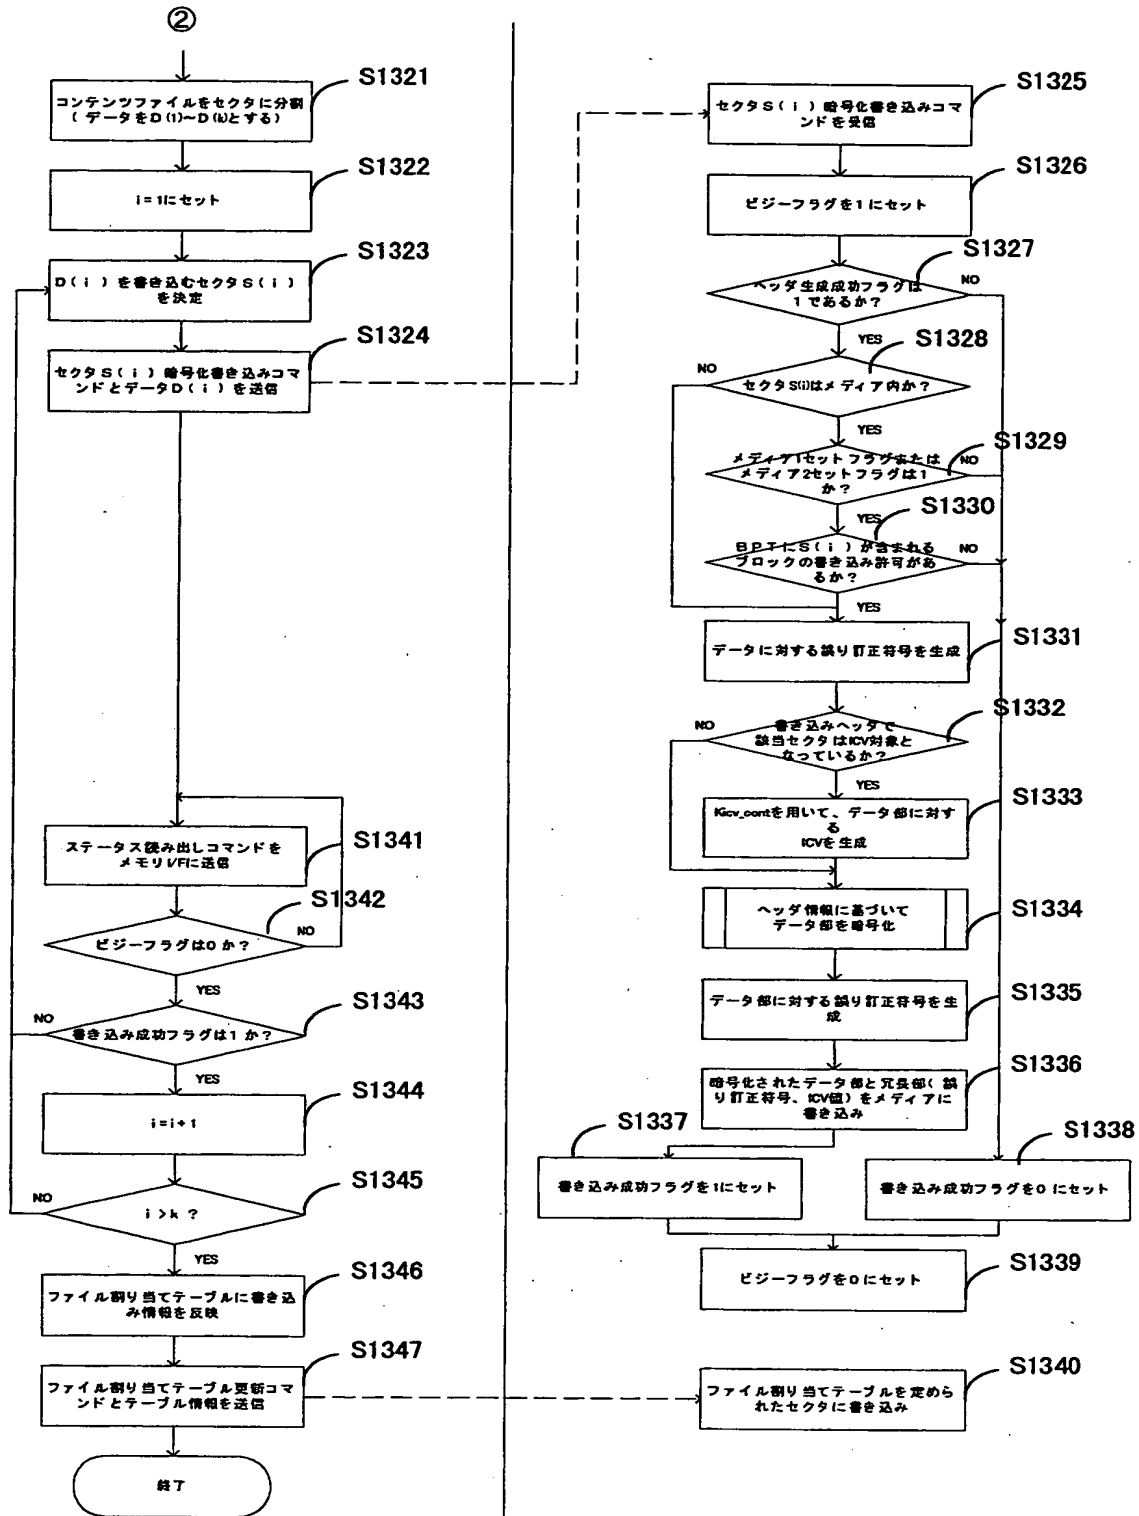 ②
S1321
コンテンツファイルをセクタに分割
(データをD(1)~D(k)とする)
S1322
i=1にセット
S1323
D(i)を書き込むセクタS(i)
を決定
S1324
セクタS(i)暗号化書き込みコマ
ンドとデータD(i)を送信
S1341
ステータス読み出しコマンドを
メモリI/Fに送信
S1342
ビジーフラグは0か?
NO
YES
S1343
NO
書き込み成功フラグは1か?
YES
S1344
i=i+1
S1345
NO
i>k ?
YES
S1346
ファイル割り当てテーブルに書き込
み情報を反映
S1347
ファイル割り当てテーブル更新コマ
ンドとテーブル情報を送信
終了
S1325
セクタS(i)暗号化書き込みコマ
ンドを受信
S1326
ビジーフラグを1にセット
S1327
ヘッダ生成成功フラグは
1であるか?
NO
YES
S1328
NO
セクタS(i)はメディア内か?
YES
S1329
メディア1セットフラグまたは
メディア2セットフラグは1
か?
NO
YES
S1330
BPTにS(i)が含まれる
ブロックの書き込み許可があ
るか?
NO
YES
S1331
データに対する誤り訂正符号を生成
S1332
NO
書き込みヘッダで
該当セクタはICV対象と
なっているか?
YES
S1333
Kicv_contを用いて、データ部に対す
る
ICVを生成
S1334
ヘッダ情報に基づいて
データ部を暗号化
S1335
データ部に対する誤り訂正符号を生
成
S1336
暗号化されたデータ部と冗長部(誤
り訂正符号、ICV値)をメディアに
書き込み
S1337
書き込み成功フラグを1にセット
S1338
書き込み成功フラグを0にセット
S1339
ビジーフラグを0にセット
S1340
ファイル割り当てテーブルを定めら
れたセクタに書き込み